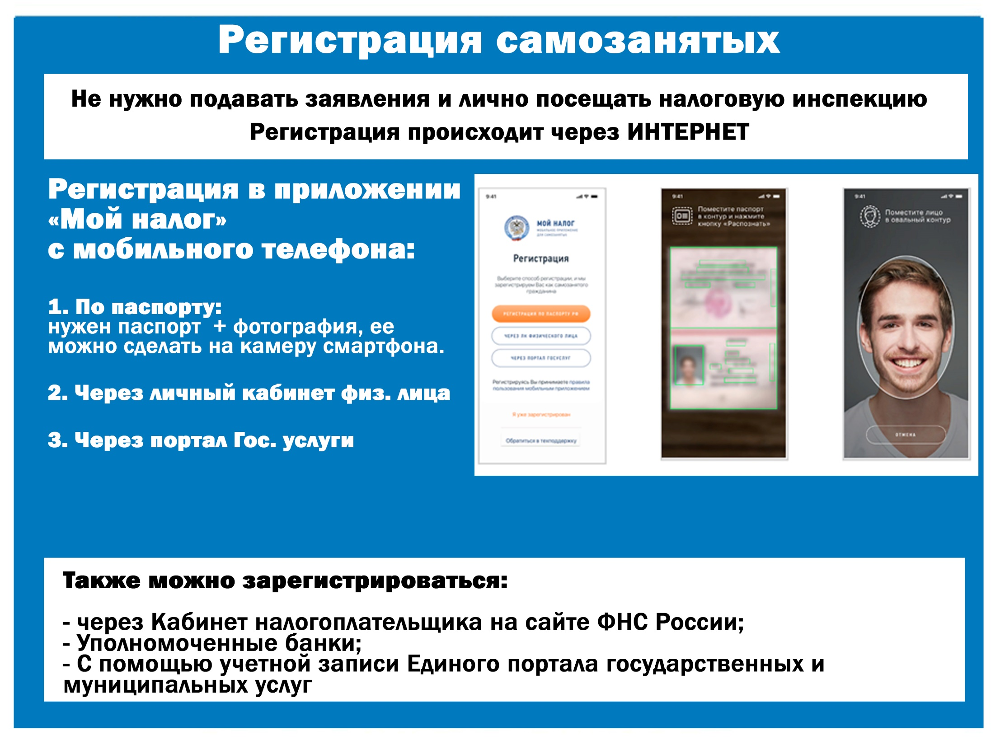 Регистрация самозанятых
Не нужно подавать заявления и лично посещать налоговую инспекцию
Регистрация происходит через ИНТЕРНЕТ
Регистрация в приложении
«Мой налог»
с мобильного телефона:
1. По паспорту:
нужен паспорт + фотография, ее
можно сделать на камеру смартфона.
2. Через личный кабинет физ. лица
3. Через портал Гос. услуги
9:41
МОЙ НАЛОГ
МОБИЛЬНОЕ ПРИЛОЖЕНИЕ
ДЛЯ САМОЗАНЯТЫХ
Регистрация
Выберите способ регистрации, и мы
зарегистрируем Вас как самозанятого
гражданина
РЕГИСТРАЦИЯ ПО ПАСПОРТУ РФ
ЧЕРЕЗ ЛК ФИЗИЧЕСКОГО ЛИЦА
ЧЕРЕЗ ПОРТАЛ ГОСУСЛУГ
Регистрируясь Вы принимаете правила
пользования мобильным приложением
Я уже зарегистрирован
Обратиться в техподдержку
9:41
Поместите паспорт
в контур и нажмите
кнопку «Распознать»
9:41
Поместите лицо
в овальный контур
ОТМЕНА
Также можно зарегистрироваться:
- через Кабинет налогоплательщика на сайте ФНС России;
- Уполномоченные банки;
- С помощью учетной записи Единого портала государственных и
муниципальных услуг